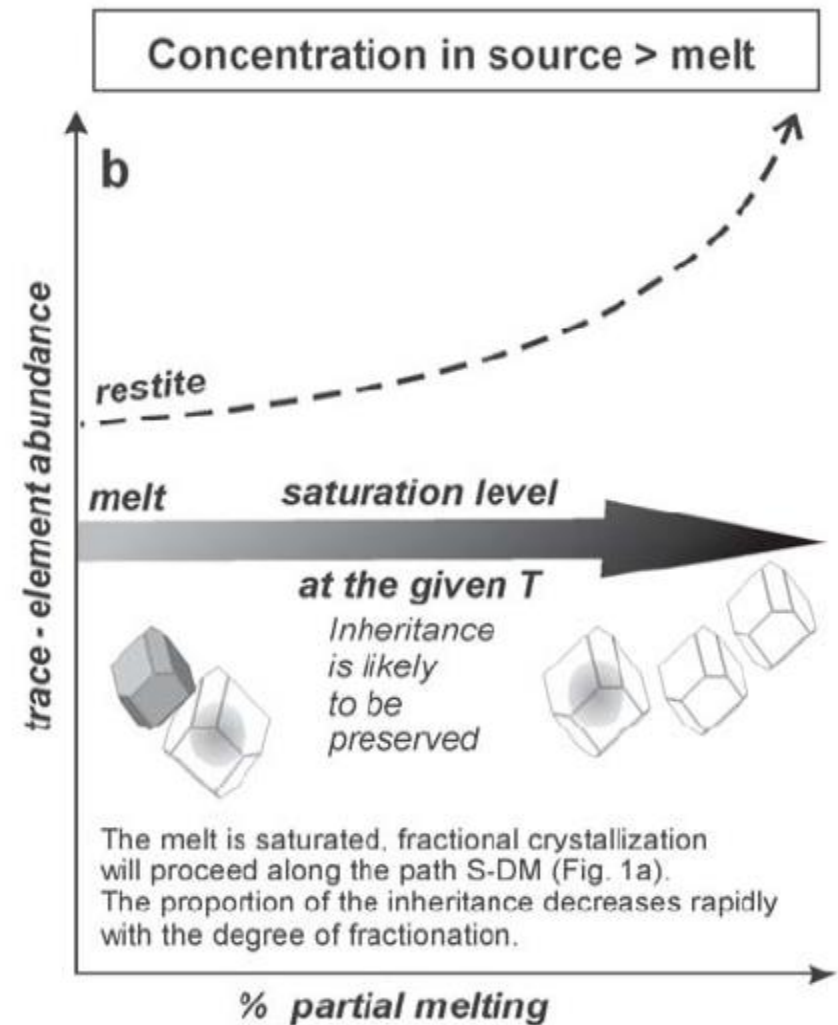 Concentration in source > melt
b
trace - element abundance
restite
melt
saturation level
at the given T
Inheritance
is likely
to be
preserved
The melt is saturated, fractional crystallization
will proceed along the path S-DM (Fig. 1a).
The proportion of the inheritance decreases rapidly
with the degree of fractionation.
% partial melting